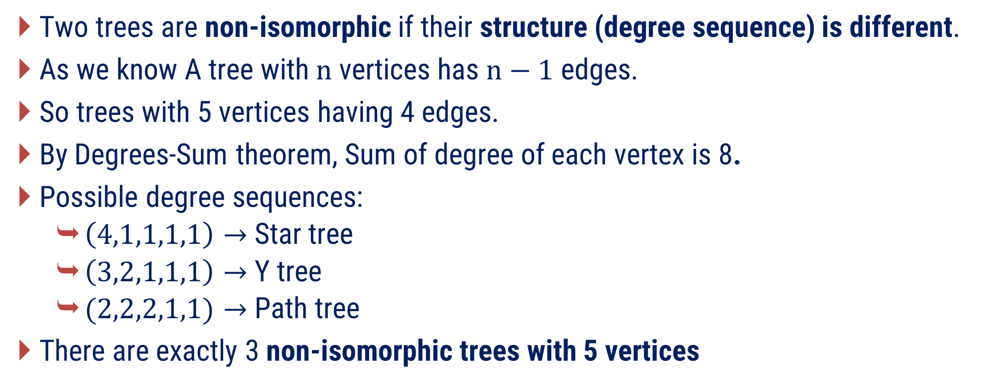 Two trees are non-isomorphic if their structure (degree sequence) is different.
As we know A tree with n vertices has n − 1 edges.
So trees with 5 vertices having 4 edges.
By Degrees-Sum theorem, Sum of degree of each vertex is 8.
Possible degree sequences:
(4,1,1,1,1) → Star tree
(3,2,1,1,1) → Y tree
(2,2,2,1,1) → Path tree
There are exactly 3 non-isomorphic trees with 5 vertices